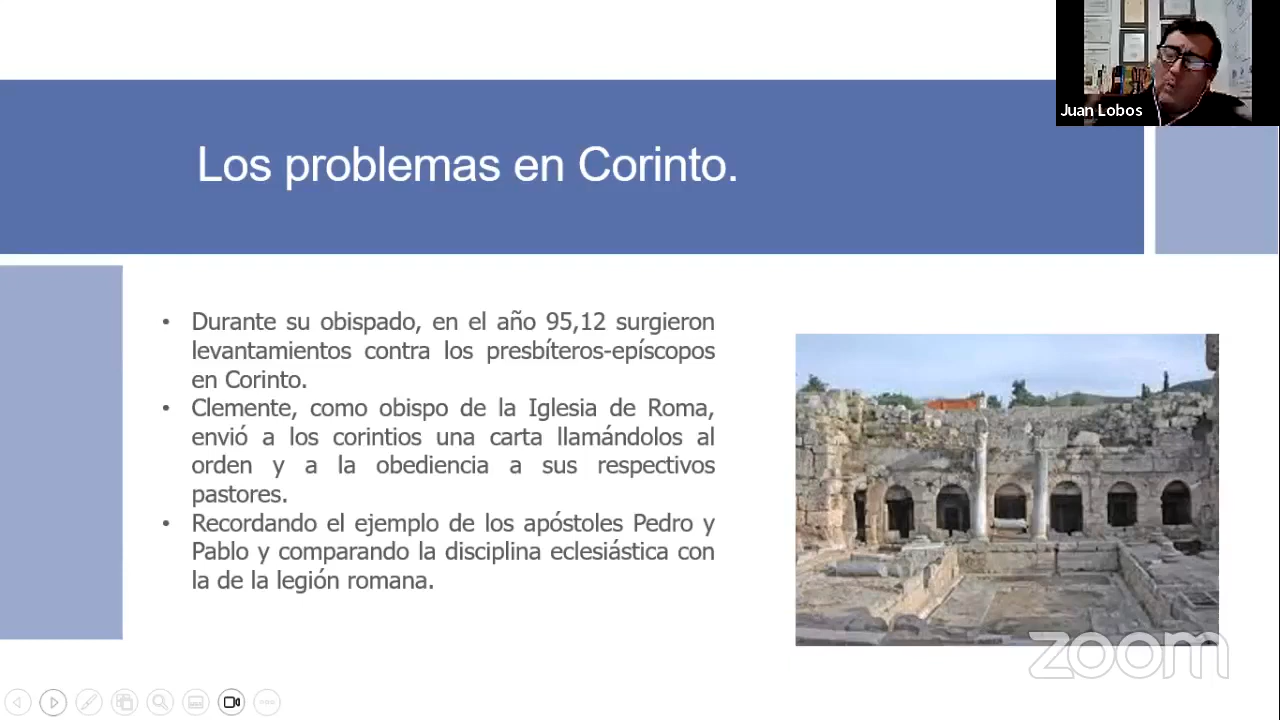 Juan Lobos
Los problemas en Corinto.
• Durante su obispado, en el año 95,12 surgieron
levantamientos contra los presbíteros-epíscopos
en Corinto.
• Clemente, como obispo de la Iglesia de Roma,
envió a los corintios una carta llamándolos al
orden y a la obediencia a sus respectivos
pastores.
• Recordando el ejemplo de los apóstoles Pedro y
Pablo y comparando la disciplina eclesiástica con
la de la legión romana.
zoom